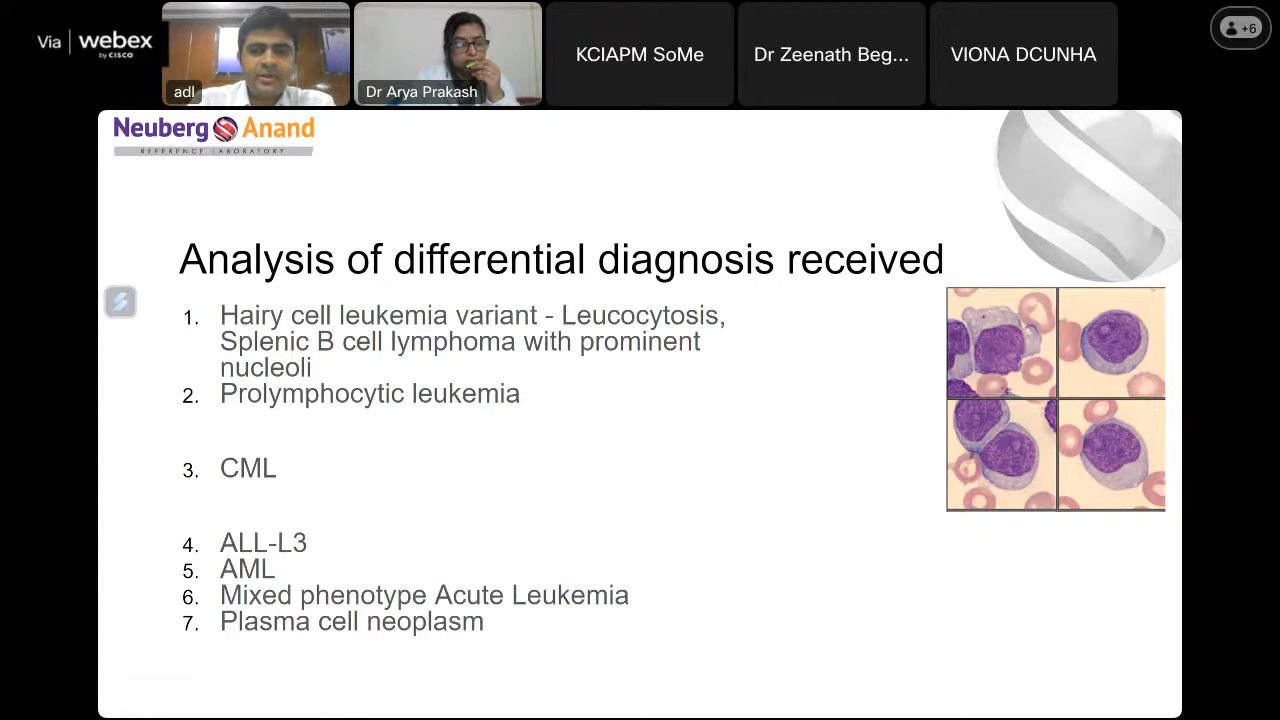 Via webex
by CISCO
adl
Dr Arya Prakash
KCIAPM SoMe
Dr Zeenath Beg...
VIONA DCUNHA
+6
Neuberg Anand
REFERENCE LABORATORY
Analysis of differential diagnosis received
1. Hairy cell leukemia variant - Leucocytosis,
Splenic B cell lymphoma with prominent
nucleoli
2. Prolymphocytic leukemia
3. CML
4. ALL-L3
5. AML
6. Mixed phenotype Acute Leukemia
7. Plasma cell neoplasm